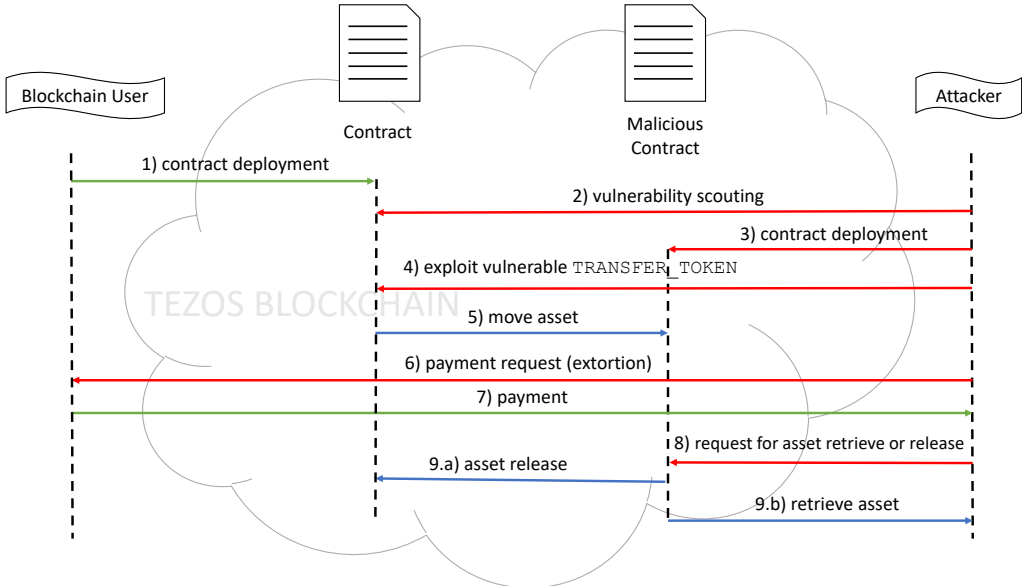 Blockchain User
Contract
Malicious
Contract
Attacker
1) contract deployment
2) vulnerability scouting
3) contract deployment
4) exploit vulnerable TRANSFER_TOKEN
TEZOS BLOCKCHAIN
5) move asset
6) payment request (extortion)
7) payment
8) request for asset retrieve or release
9.a) asset release
9.b) retrieve asset